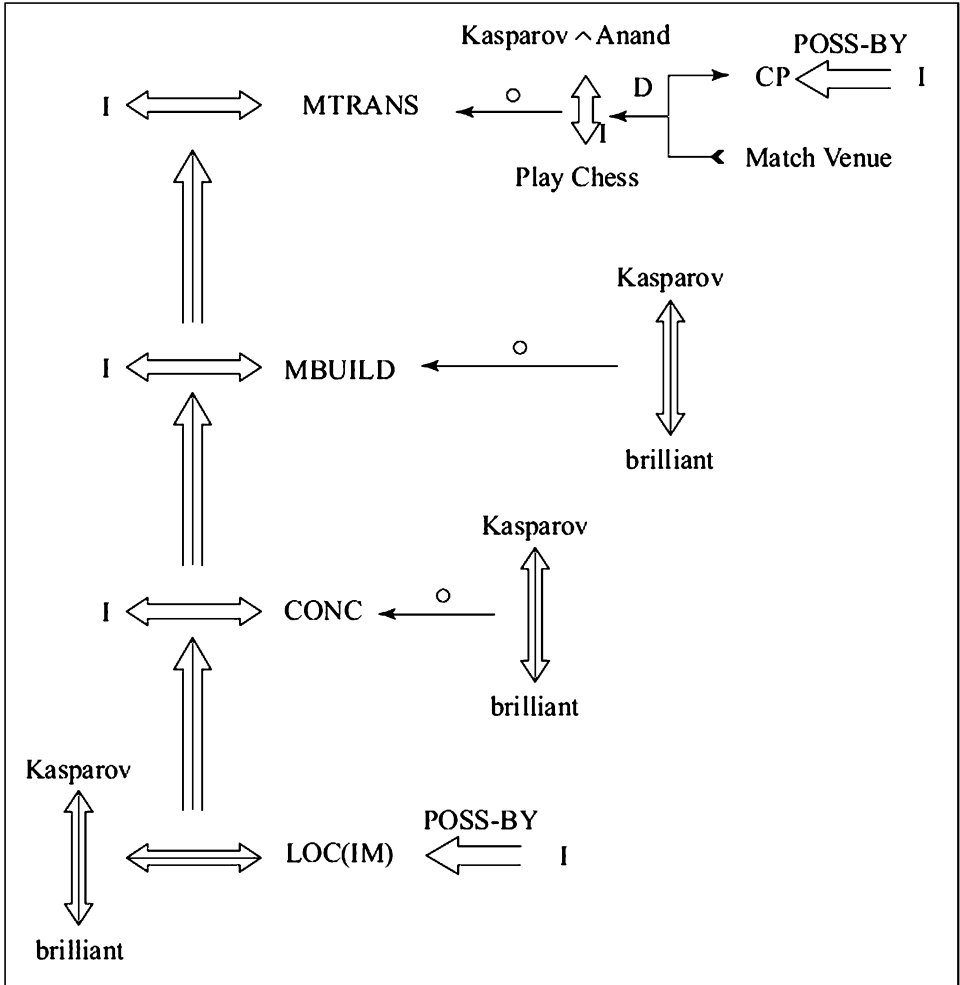 Kasparov ^ Anand
POSS-BY
I MTRANS o I D CP I
Play Chess Match Venue
Kasparov
I MBUILD o
brilliant
Kasparov
I CONC o
brilliant
Kasparov
POSS-BY
LOC(IM) I
brilliant